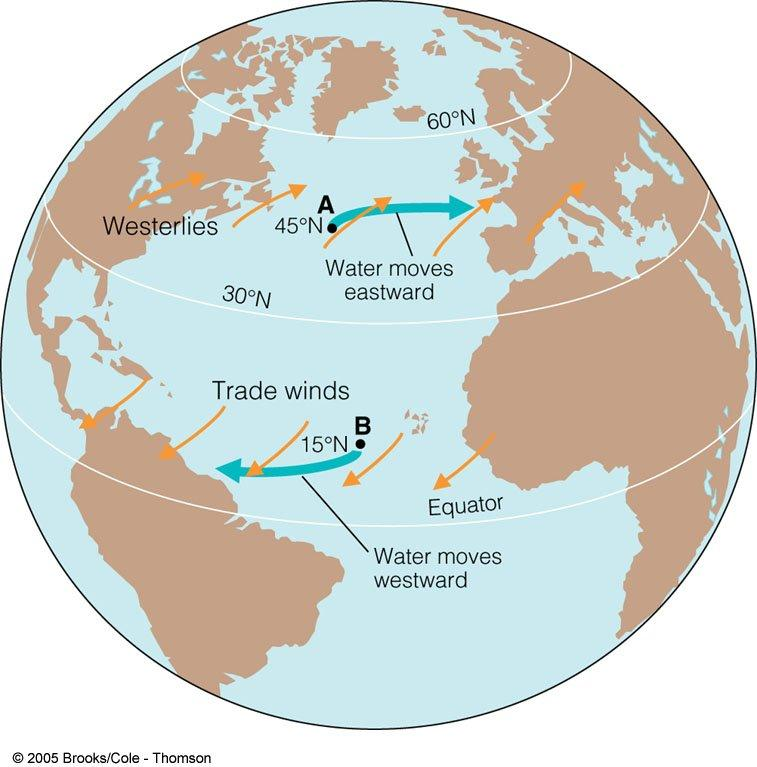 60°N
A
45°N
Westerlies
Water moves
eastward
30°N
Trade winds
B
15°N
Equator
Water moves
westward
© 2005 Brooks/Cole - Thomson